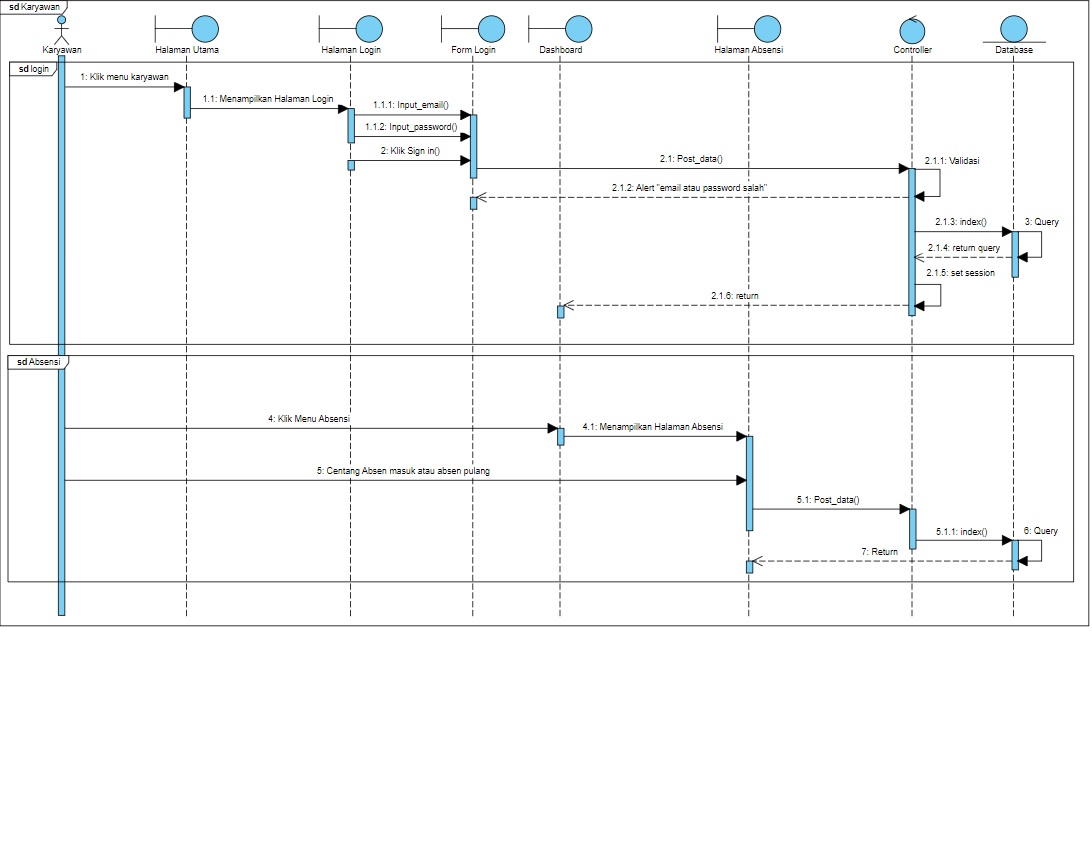 sd Karyawan
Karyawan
Halaman Utama
Halaman Login
Form Login
Dashboard
Halaman Absensi
Controller
Database
sd login
1: Klik menu karyawan
1.1: Menampilkan Halaman Login
1.1.1: Input_email()
1.1.2: Input_password()
2: Klik Sign in()
2.1: Post_data()
2.1.1: Validasi
2.1.2: Alert "email atau password salah"
2.1.3: index()
3: Query
2.1.4: return query
2.1.5: set session
2.1.6: return
sd Absensi
4: Klik Menu Absensi
4.1: Menampilkan Halaman Absensi
5: Centang Absen masuk atau absen pulang
5.1: Post_data()
5.1.1: index()
6: Query
7: Return